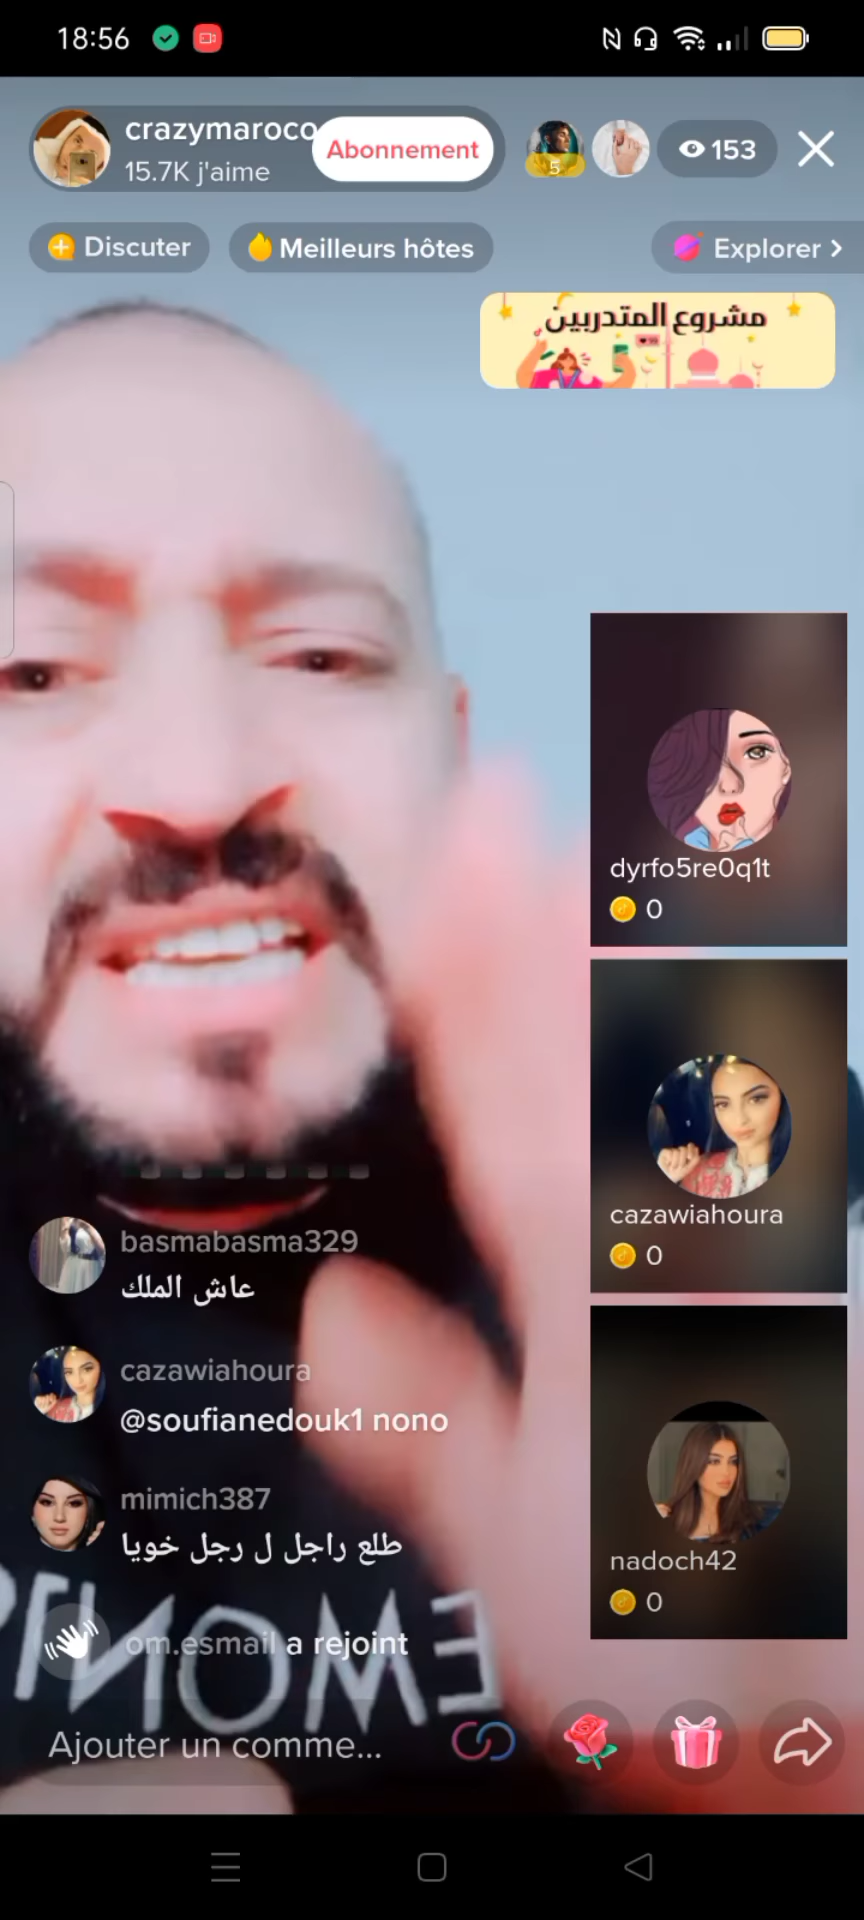 18:56
crazymaroco
15.7K j'aime
Abonnement
5
153
Discuter
Meilleurs hôtes
Explorer
مشروع المتدربين
dyrfo5re0q1t
0
cazawiahoura
0
nadoch42
0
basmabasma329
عاش الملك
cazawiahoura
@soufianedouk1 nono
mimich387
طلع راجل ل رجل خويا
om.esmail a rejoint
Ajouter un comme...